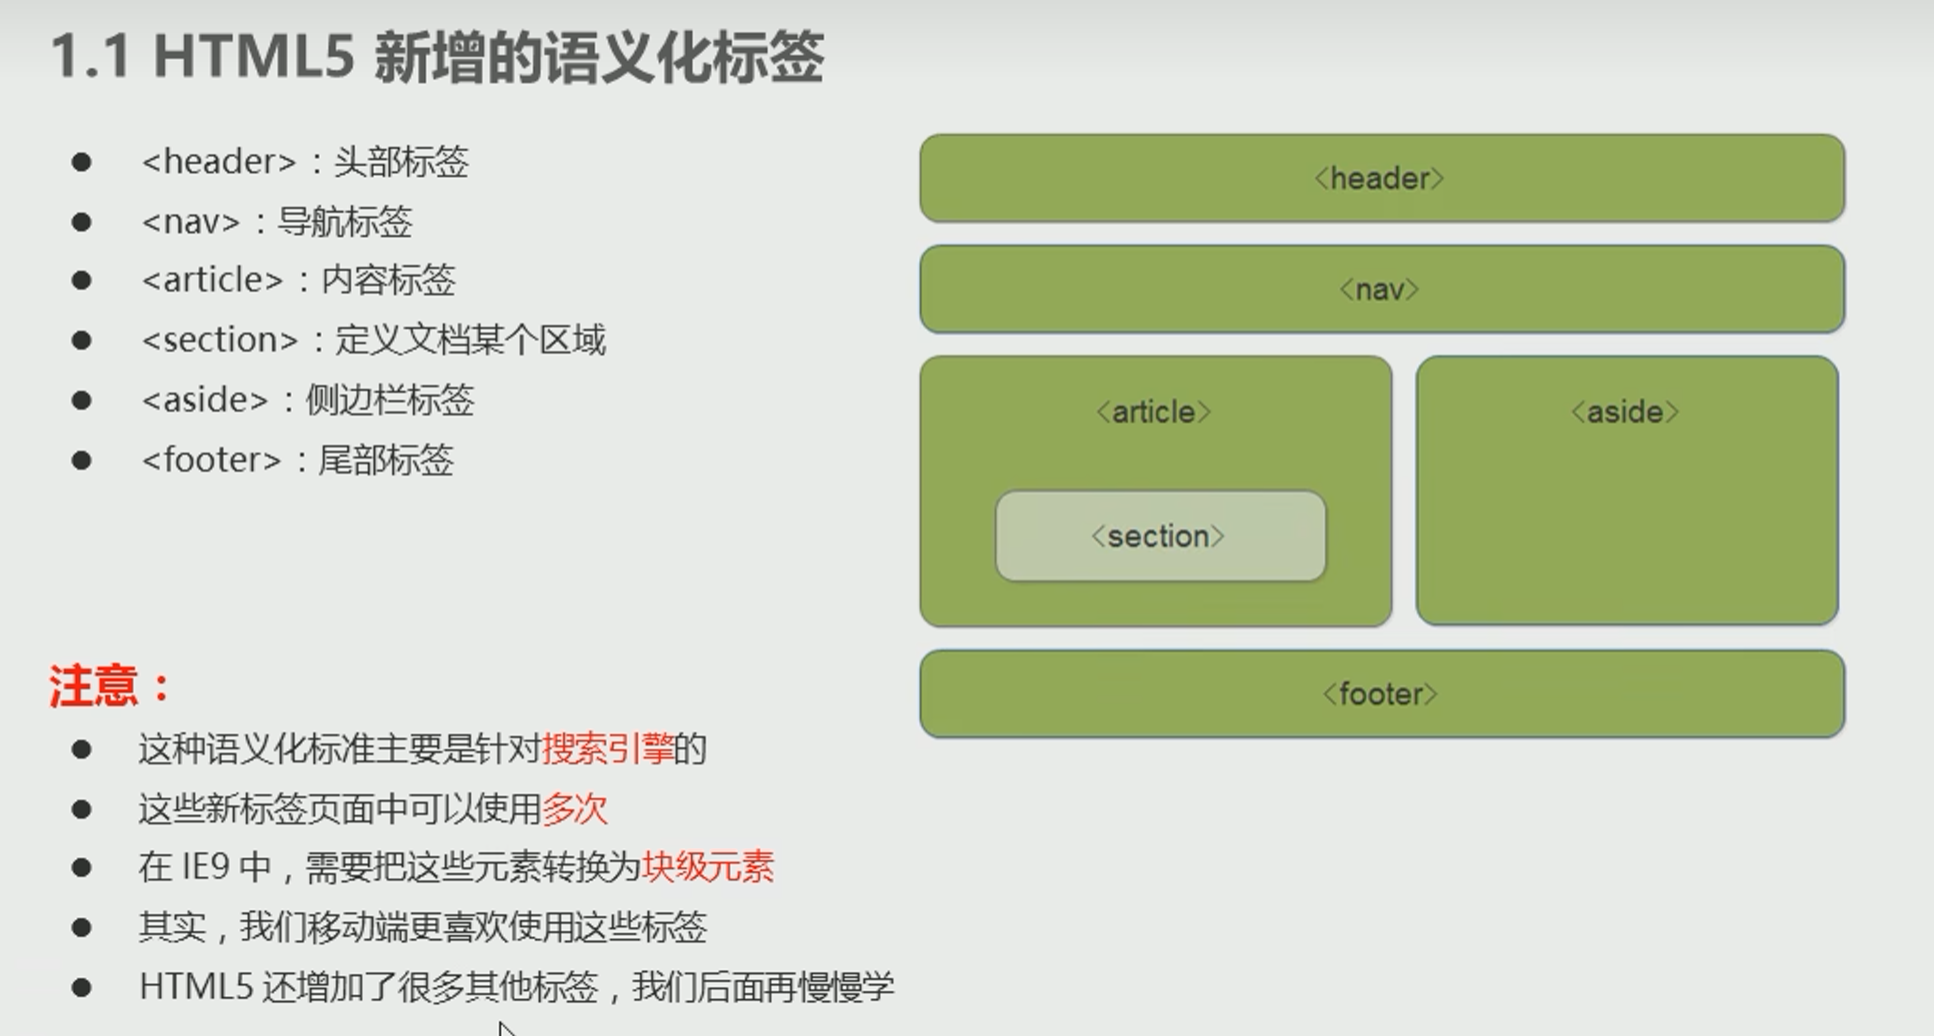 1.1 HTML5 新增的语义化标签
<header>：头部标签
<nav>：导航标签
<article>：内容标签
<section>：定义文档某个区域
<aside>：侧边栏标签
<footer>：尾部标签
<header>
<nav>
<article>
<aside>
<section>
<footer>
注意：
这种语义化标准主要是针对搜索引擎的
这些新标签页面中可以使用多次
在 IE9 中，需要把这些元素转换为块级元素
其实，我们移动端更喜欢使用这些标签
HTML5 还增加了很多其他标签，我们后面再慢慢学